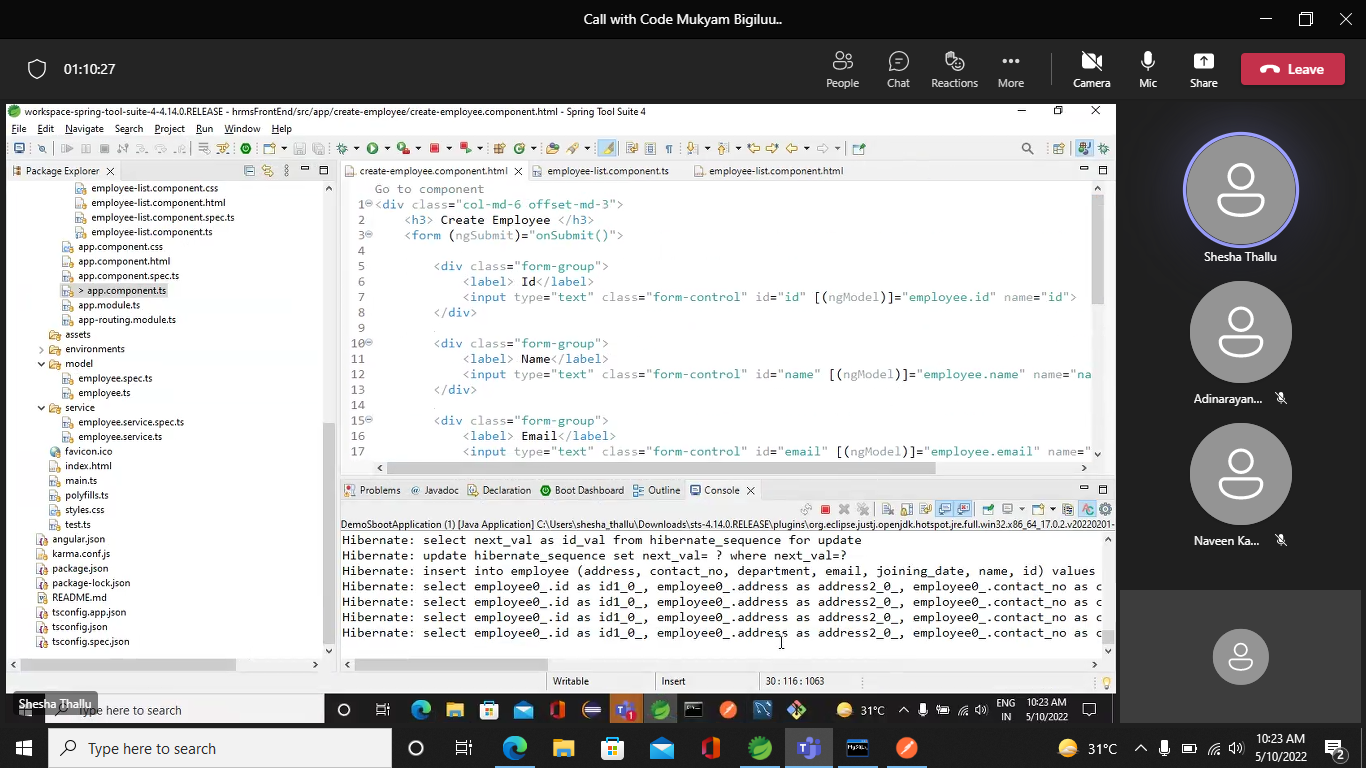 Call with Code Mukyam Bigiluu..
01:10:27
People
Chat
Reactions
More
Camera
Mic
Share
Leave
workspace-spring-tool-suite-4-4.14.0.RELEASE - hrmsFrontEnd/src/app/create-employee/create-employee.component.html - Spring Tool Suite 4
File Edit Navigate Search Project Run Window Help
Package Explorer
employee-list.component.css
employee-list.component.html
employee-list.component.spec.ts
employee-list.component.ts
app.component.css
app.component.html
app.component.spec.ts
> app.component.ts
app.module.ts
app-routing.module.ts
assets
environments
model
employee.spec.ts
employee.ts
service
employee.service.spec.ts
employee.service.ts
favicon.ico
index.html
main.ts
polyfills.ts
styles.css
test.ts
angular.json
karma.conf.js
package.json
package-lock.json
README.md
tsconfig.app.json
tsconfig.json
tsconfig.spec.json
create-employee.component.html employee-list.component.ts employee-list.component.html
Go to component
1 <div class="col-md-6 offset-md-3">
2 <h3> Create Employee </h3>
3 <form (ngSubmit)="onSubmit()">
4
5 <div class="form-group">
6 <label> Id</label>
7 <input type="text" class="form-control" id="id" [(ngModel)]="employee.id" name="id">
8 </div>
9
10 <div class="form-group">
11 <label> Name</label>
12 <input type="text" class="form-control" id="name" [(ngModel)]="employee.name" name="na
13 </div>
14
15 <div class="form-group">
16 <label> Email</label>
17 <input type="text" class="form-control" id="email" [(ngModel)]="employee.email" name="
Problems Javadoc Declaration Boot Dashboard Outline Console
DemoSbootApplication (1) [Java Application] C:\Users\shesha_thallu\Downloads\sts-4.14.0.RELEASE\plugins\org.eclipse.justj.openjdk.hotspot.jre.full.win32.x86_64_17.0.2.v20220201-
Hibernate: select next_val as id_val from hibernate_sequence for update
Hibernate: update hibernate_sequence set next_val= ? where next_val=?
Hibernate: insert into employee (address, contact_no, department, email, joining_date, name, id) values
Hibernate: select employee0_.id as id1_0_, employee0_.address as address2_0_, employee0_.contact_no as c
Hibernate: select employee0_.id as id1_0_, employee0_.address as address2_0_, employee0_.contact_no as c
Hibernate: select employee0_.id as id1_0_, employee0_.address as address2_0_, employee0_.contact_no as c
Hibernate: select employee0_.id as id1_0_, employee0_.address as address2_0_, employee0_.contact_no as c
Writable Insert 30 : 116 : 1063
Shesha Thallu
Type here to search
31°C
ENG
IN
10:23 AM
5/10/2022
Shesha Thallu
Adinarayan...
Naveen Ka...
Type here to search
31°C
10:23 AM
5/10/2022
2